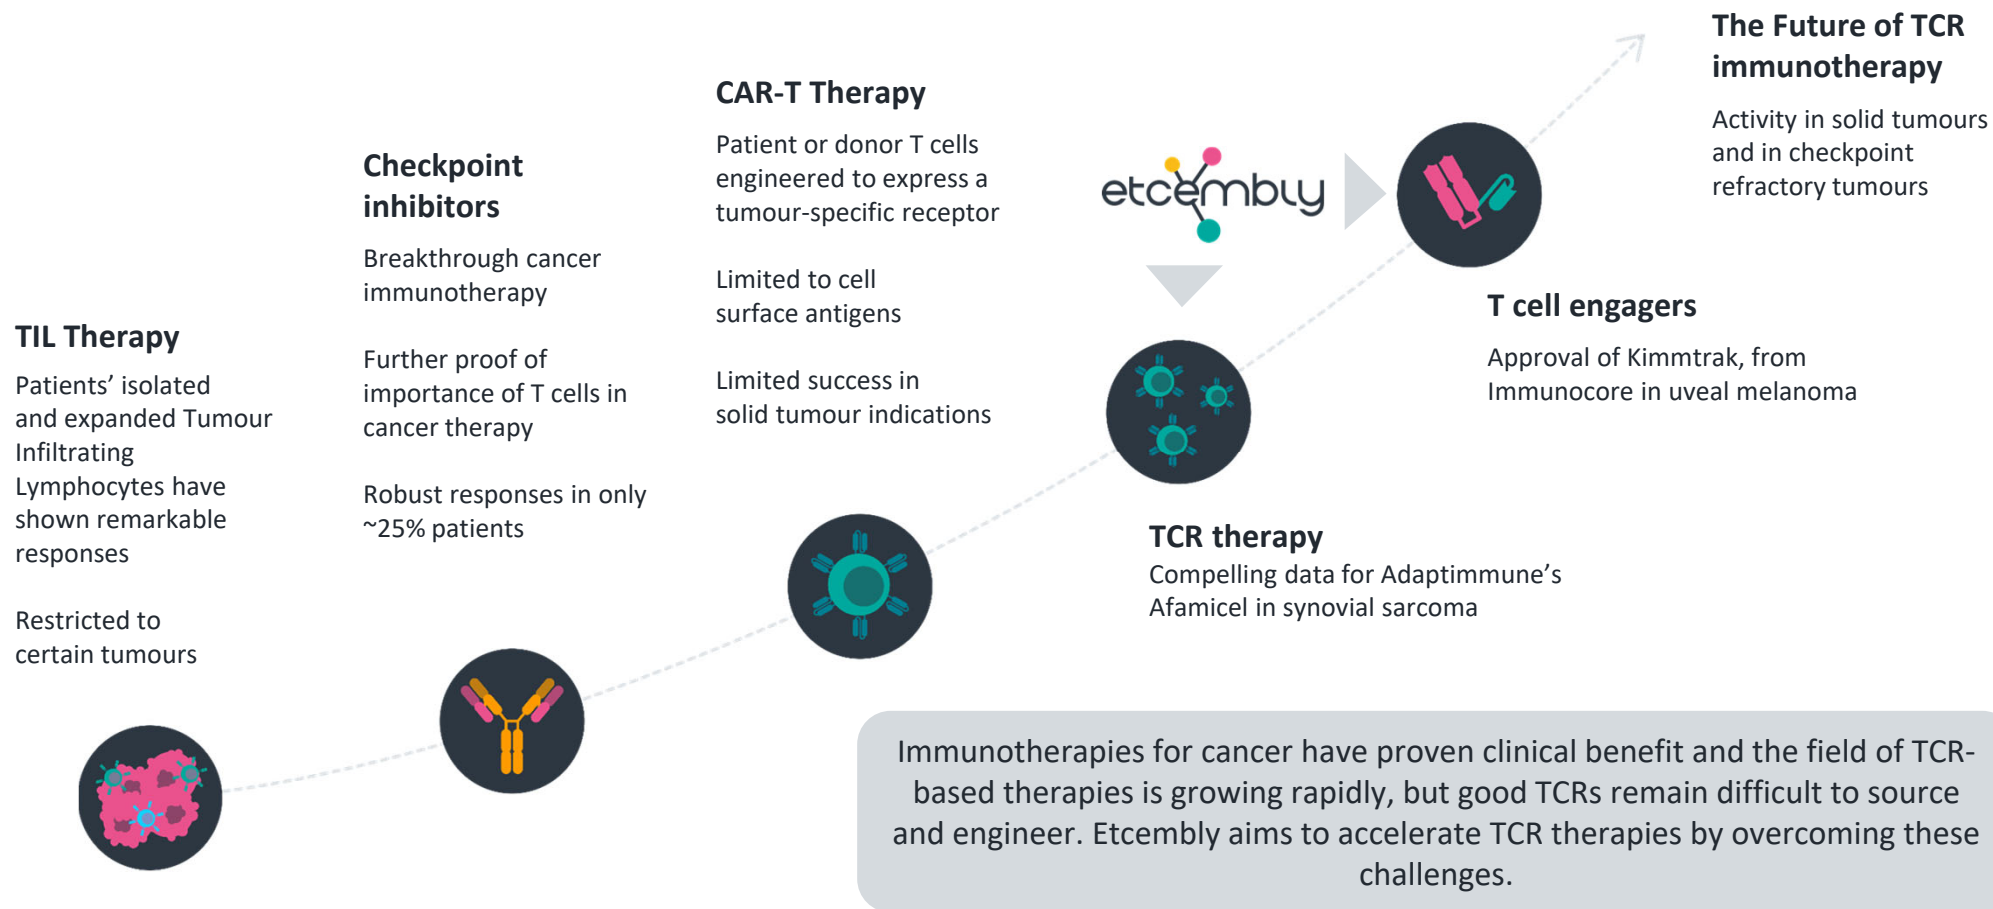 TIL Therapy
Patients’ isolated
and expanded Tumour
Infiltrating
Lymphocytes have
shown remarkable
responses
Restricted to
certain tumours
Checkpoint
inhibitors
Breakthrough cancer
immunotherapy
Further proof of
importance of T cells in
cancer therapy
Robust responses in only
~25% patients
CAR-T Therapy
Patient or donor T cells
engineered to express a
tumour-specific receptor
Limited to cell
surface antigens
Limited success in
solid tumour indications
etcembly
TCR therapy
Compelling data for Adaptimmune’s
Afamicel in synovial sarcoma
T cell engagers
Approval of Kimmtrak, from
Immunocore in uveal melanoma
The Future of TCR
immunotherapy
Activity in solid tumours
and in checkpoint
refractory tumours
Immunotherapies for cancer have proven clinical benefit and the field of TCR-
based therapies is growing rapidly, but good TCRs remain difficult to source
and engineer. Etcembly aims to accelerate TCR therapies by overcoming these
challenges.